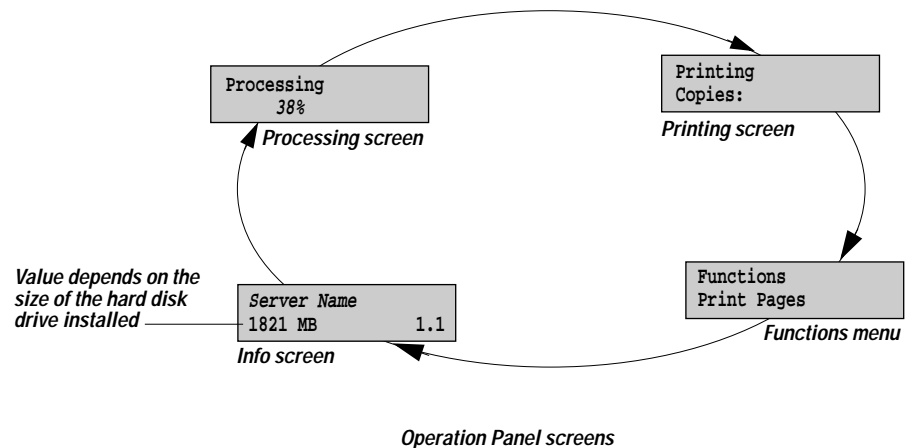 Processing
38%
Processing screen
Printing
Copies:
Printing screen
Value depends on the
size of the hard disk
drive installed
Server Name
1821 MB 1.1
Info screen
Functions
Print Pages
Functions menu
Operation Panel screens